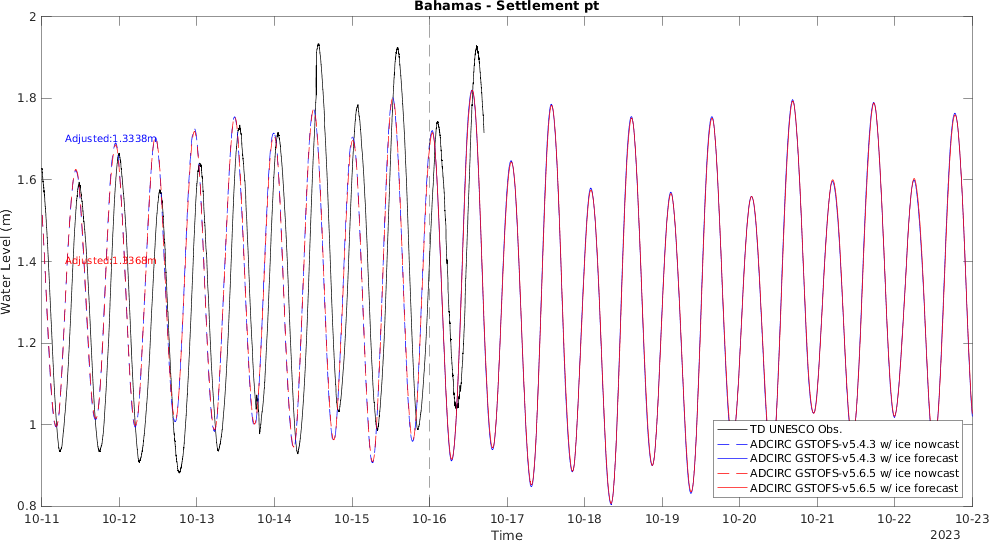 Bahamas - Settlement pt
2
1.8
1.6
1.4
1.2
1
0.8
Water Level (m)
Adjusted:1.3338m
Adjusted:1.3368m
TD UNESCO Obs.
ADCIRC GSTOFS-v5.4.3 w/ ice nowcast
ADCIRC GSTOFS-v5.4.3 w/ ice forecast
ADCIRC GSTOFS-v5.6.5 w/ ice nowcast
ADCIRC GSTOFS-v5.6.5 w/ ice forecast
10-11 10-12 10-13 10-14 10-15 10-16 10-17 10-18 10-19 10-20 10-21 10-22 10-23
Time
2023